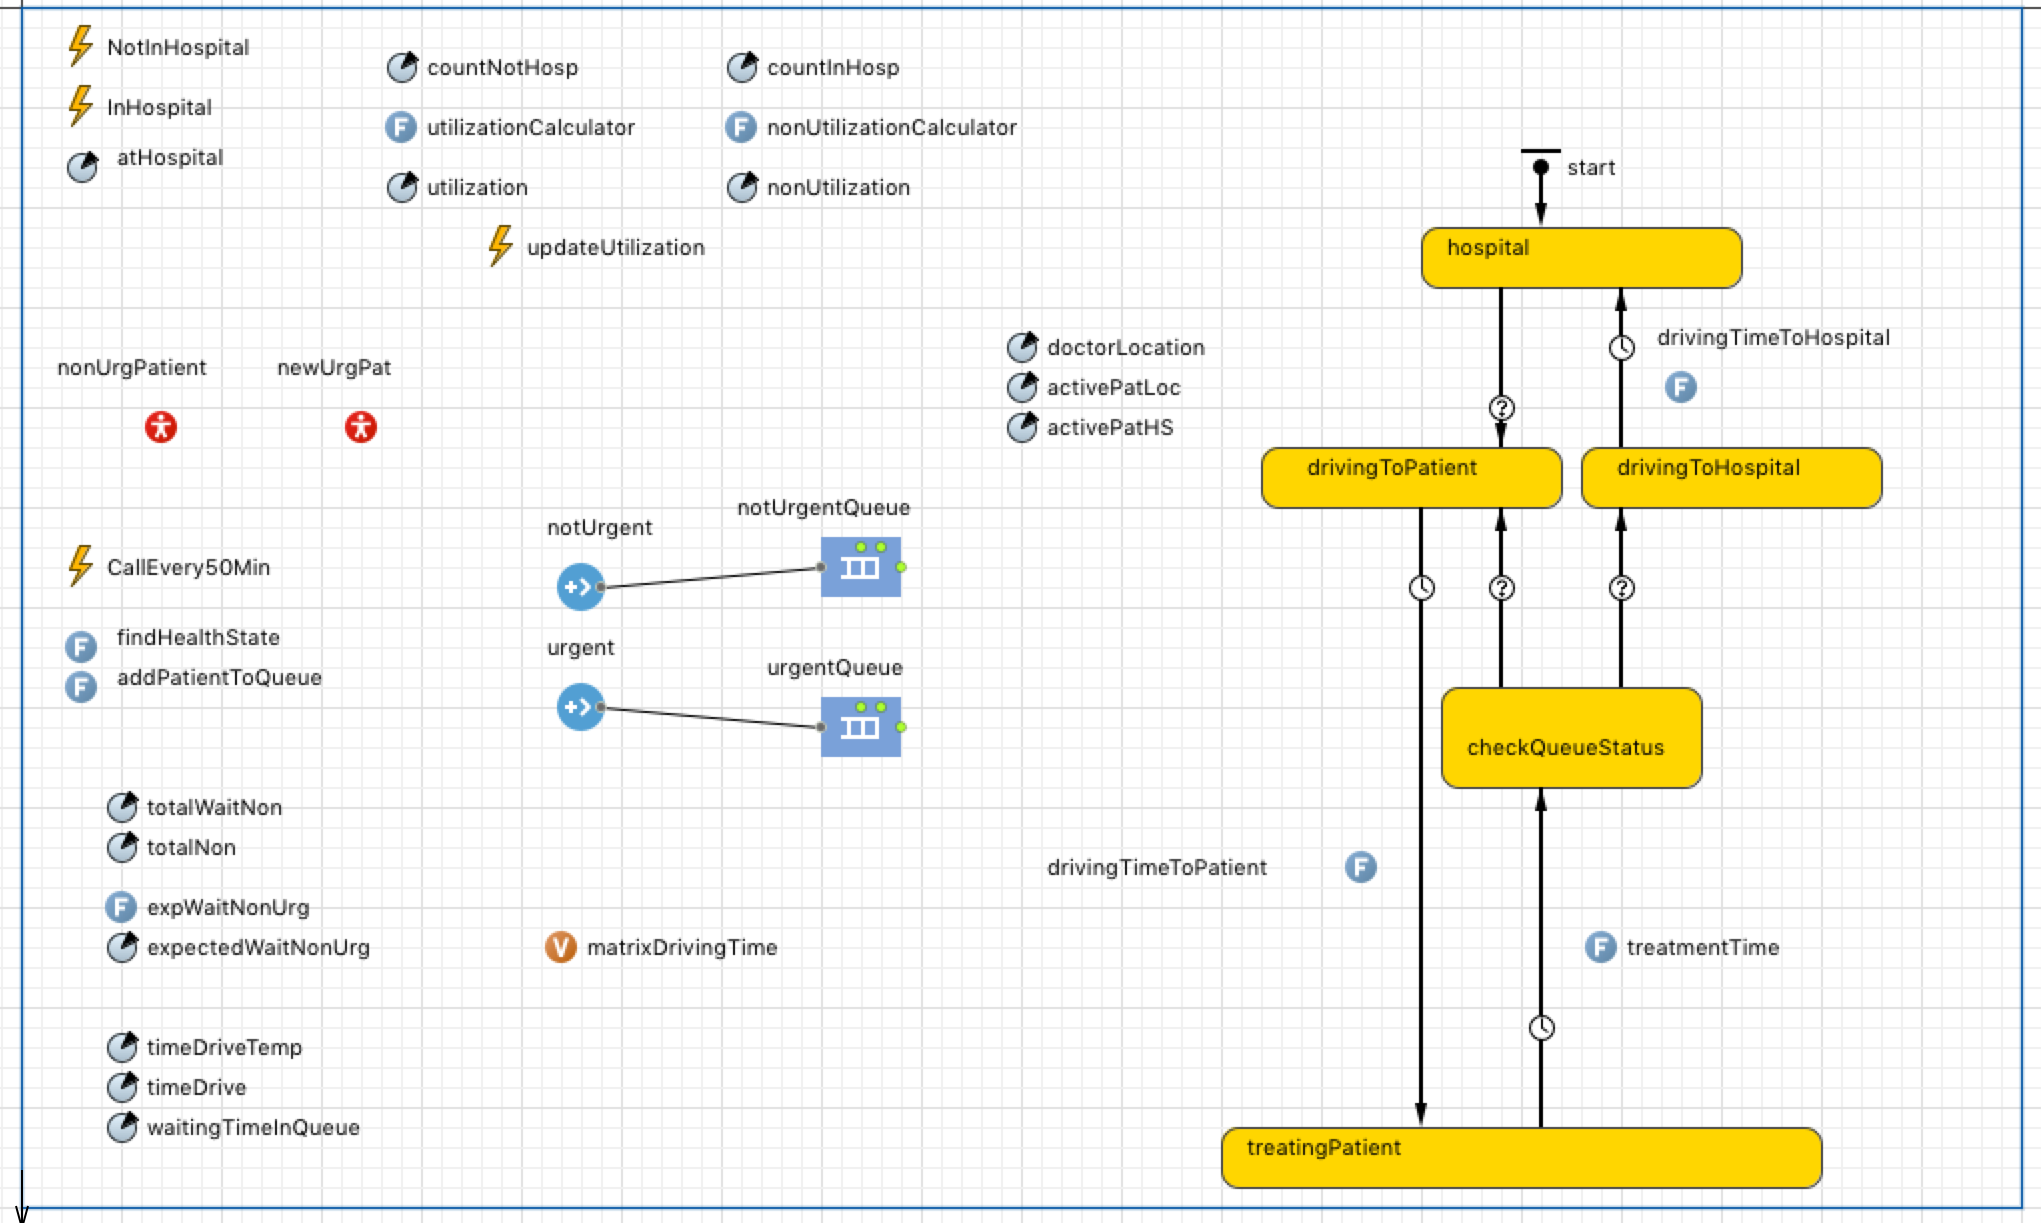 NotInHospital
countNotHosp
countInHosp
InHospital
F utilizationCalculator
F nonUtilizationCalculator
atHospital
utilization
nonUtilization
start
updateUtilization
hospital
nonUrgPatient
newUrgPat
doctorLocation
activePatLoc
activePatHS
drivingTimeToHospital
F
?
drivingToPatient
drivingToHospital
notUrgent
notUrgentQueue
CallEvery50Min
?
?
F findHealthState
F addPatientToQueue
urgent
urgentQueue
checkQueueStatus
totalWaitNon
totalNon
drivingTimeToPatient F
F expWaitNonUrg
expectedWaitNonUrg
V matrixDrivingTime
F treatmentTime
timeDriveTemp
timeDrive
waitingTimeInQueue
treatingPatient